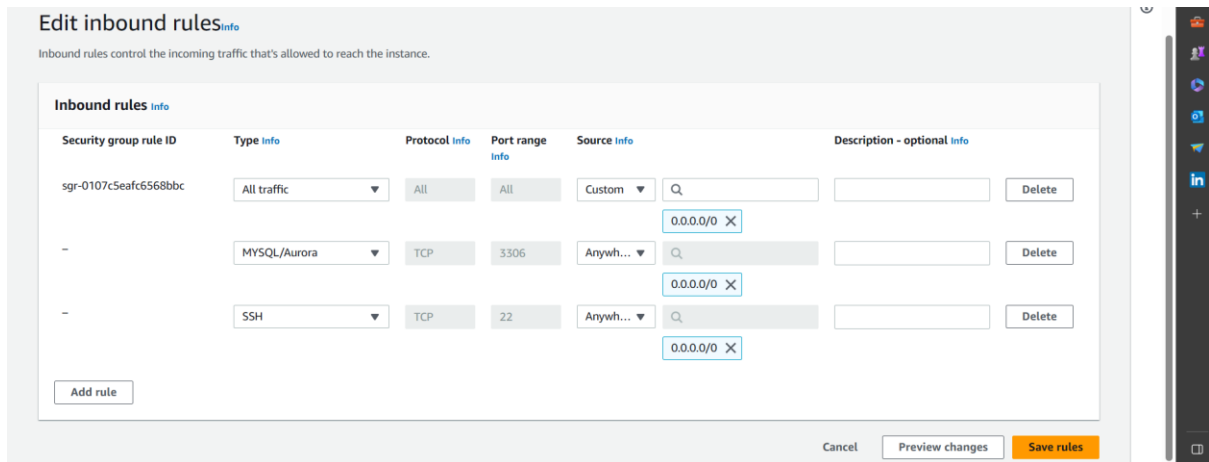 Edit inbound rules Info
Inbound rules control the incoming traffic that's allowed to reach the instance.
Inbound rules Info
Security group rule ID Type Info Protocol Info Port range Info Source Info Description - optional Info
sgr-0107c5eafc6568bbc All traffic All All Custom Delete
0.0.0.0/0
– MYSQL/Aurora TCP 3306 Anywh... Delete
0.0.0.0/0
– SSH TCP 22 Anywh... Delete
0.0.0.0/0
Add rule
Cancel Preview changes Save rules
in